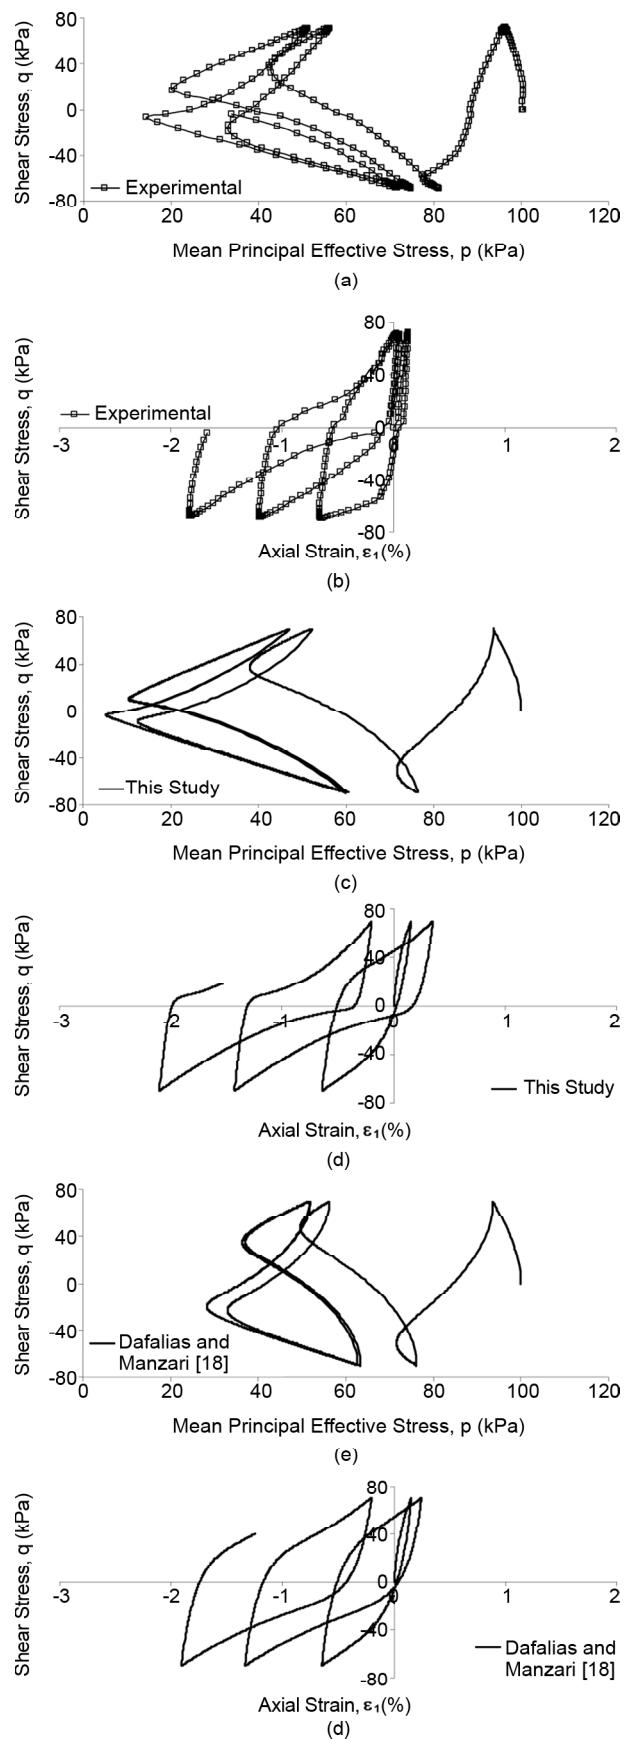 Shear Stress, q (kPa)
80
40
0
-40
-80
Experimental
0 20 40 60 80 100 120
Mean Principal Effective Stress, p (kPa)
(a)
Shear Stress, q (kPa)
80
40
Experimental
-3 -1 0 1 2
-40
-80
Axial Strain, ε₁(%)
(b)
Shear Stress, q (kPa)
80
40
0
-40
-80
This Study
0 20 40 60 80 100 120
Mean Principal Effective Stress, p (kPa)
(c)
Shear Stress, q (kPa)
80
40
0
-3 -2 -1 0 1 2
-40
-80
This Study
Axial Strain, ε₁(%)
(d)
Shear Stress, q (kPa)
80
40
0
-40
-80
Dafalias and
Manzari [18]
0 20 40 60 80 100 120
Mean Principal Effective Stress, p (kPa)
(e)
Shear Stress, q (kPa)
80
40
0
-3 -2 -1 0 1 2
-40
-80
Dafalias and
Manzari [18]
Axial Strain, ε₁(%)
(d)